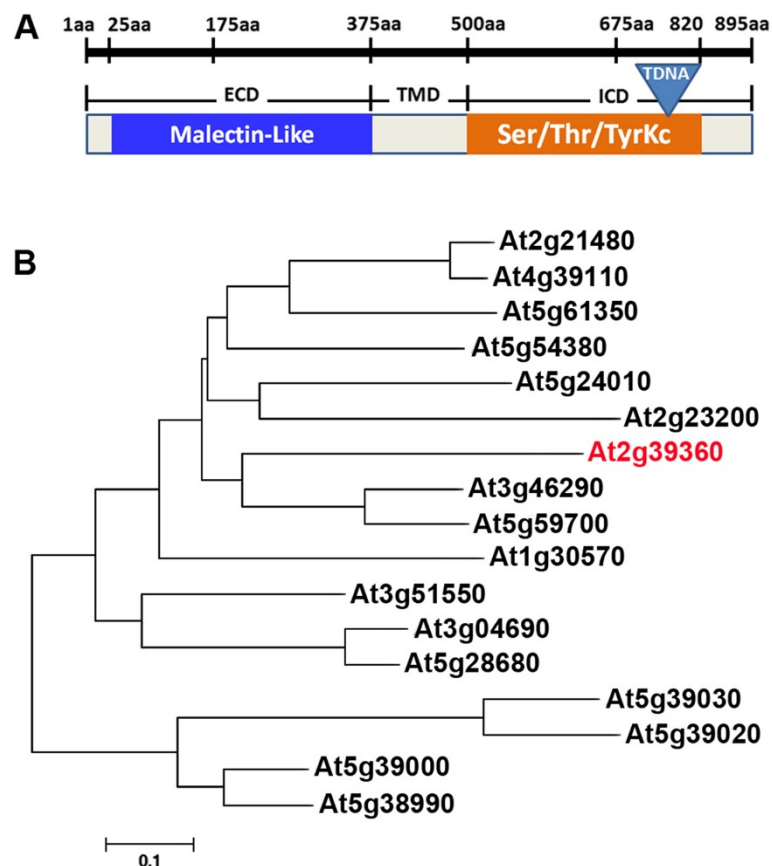 A
1aa 25aa 175aa 375aa 500aa 675aa 820 895aa
TDNA
ECD TMD ICD
Malectin-Like Ser/Thr/TyrKc
B
At2g21480
At4g39110
At5g61350
At5g54380
At5g24010
At2g23200
At2g39360
At3g46290
At5g59700
At1g30570
At3g51550
At3g04690
At5g28680
At5g39030
At5g39020
At5g39000
At5g38990
0.1